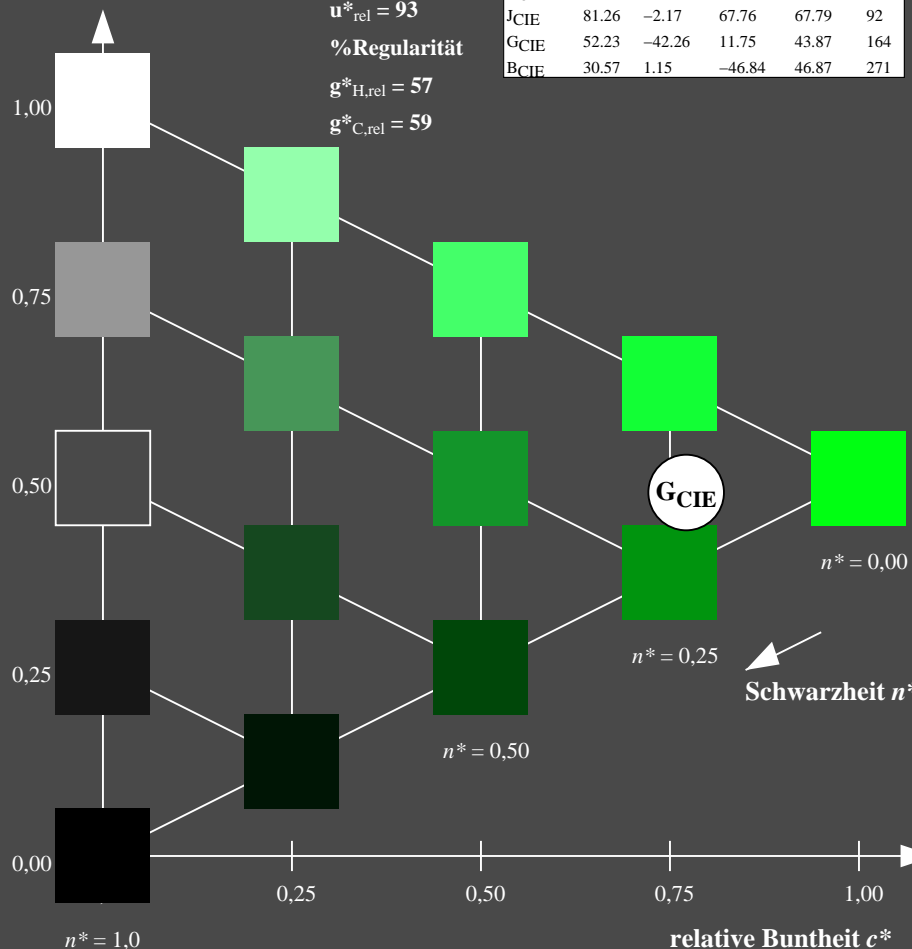 u*rel = 93
%Regularität
g*H,rel = 57
g*C,rel = 59
JCIE 81.26 −2.17 67.76 67.79 92
GCIE 52.23 −42.26 11.75 43.87 164
BCIE 30.57 1.15 −46.84 46.87 271
1,00
0,75
0,50
0,25
0,00
GCIE
n* = 0,00
n* = 0,25
Schwarzheit n*
n* = 0,50
0,25 0,50 0,75 1,00
n* = 1,0
relative Buntheit c*